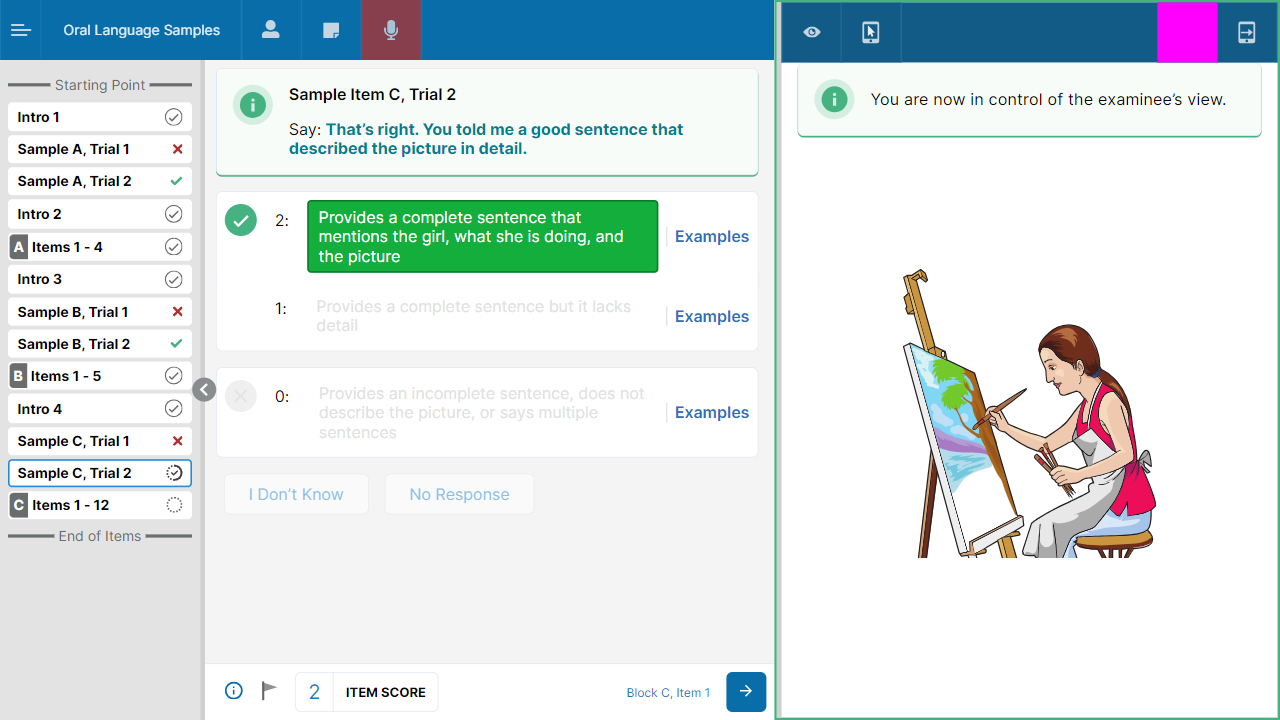 Oral Language Samples
Starting Point
Intro 1
Sample A, Trial 1
Sample A, Trial 2
Intro 2
A Items 1 - 4
Intro 3
Sample B, Trial 1
Sample B, Trial 2
B Items 1 - 5
Intro 4
Sample C, Trial 1
Sample C, Trial 2
C Items 1 - 12
End of Items
Sample Item C, Trial 2
Say: That’s right. You told me a good sentence that
described the picture in detail.
2:
Provides a complete sentence that
mentions the girl, what she is doing, and
the picture
Examples
1:
Provides a complete sentence but it lacks
detail
Examples
0:
Provides an incomplete sentence, does not
describe the picture, or says multiple
sentences
Examples
I Don’t Know
No Response
2 ITEM SCORE
Block C, Item 1
You are now in control of the examinee’s view.